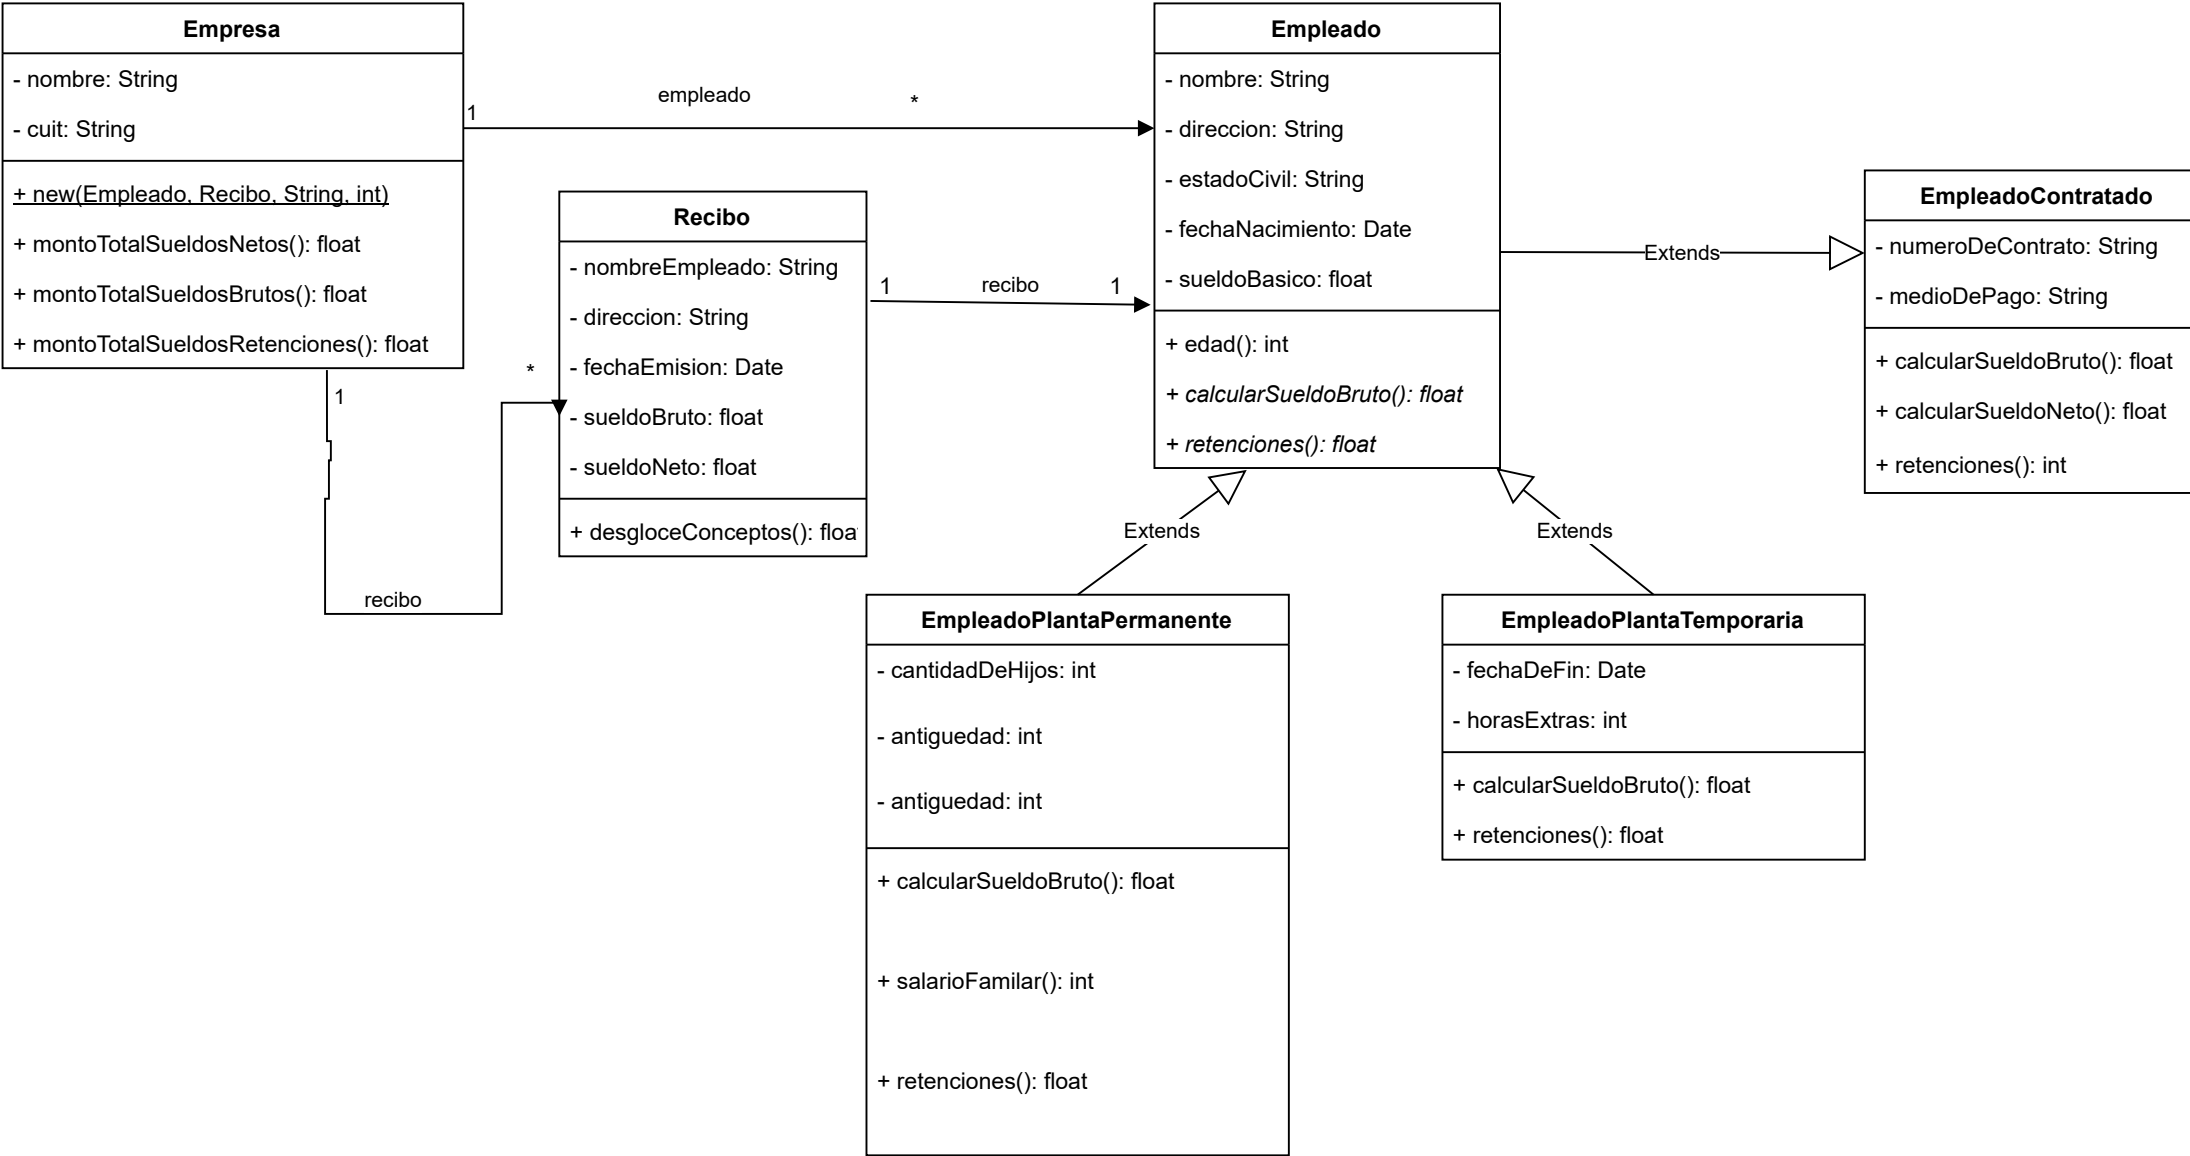 Empresa
- nombre: String
- cuit: String
+ new(Empleado, Recibo, String, int)
+ montoTotalSueldosNetos(): float
+ montoTotalSueldosBrutos(): float
+ montoTotalSueldosRetenciones(): float
1
empleado
*
1
*
recibo
Recibo
- nombreEmpleado: String
- direccion: String
- fechaEmision: Date
- sueldoBruto: float
- sueldoNeto: float
+ desgloceConceptos(): floa
1
recibo
1
Empleado
- nombre: String
- direccion: String
- estadoCivil: String
- fechaNacimiento: Date
- sueldoBasico: float
+ edad(): int
+ calcularSueldoBruto(): float
+ retenciones(): float
Extends
EmpleadoContratado
- numeroDeContrato: String
- medioDePago: String
+ calcularSueldoBruto(): float
+ calcularSueldoNeto(): float
+ retenciones(): int
Extends
Extends
EmpleadoPlantaPermanente
- cantidadDeHijos: int
- antiguedad: int
- antiguedad: int
+ calcularSueldoBruto(): float
+ salarioFamilar(): int
+ retenciones(): float
EmpleadoPlantaTemporaria
- fechaDeFin: Date
- horasExtras: int
+ calcularSueldoBruto(): float
+ retenciones(): float